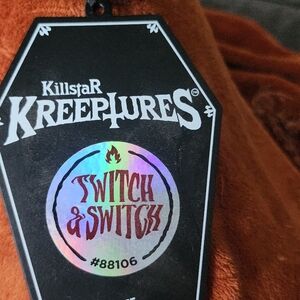 KillstaR
KREEPTURES
TWITCH
& SWITCH
#88106